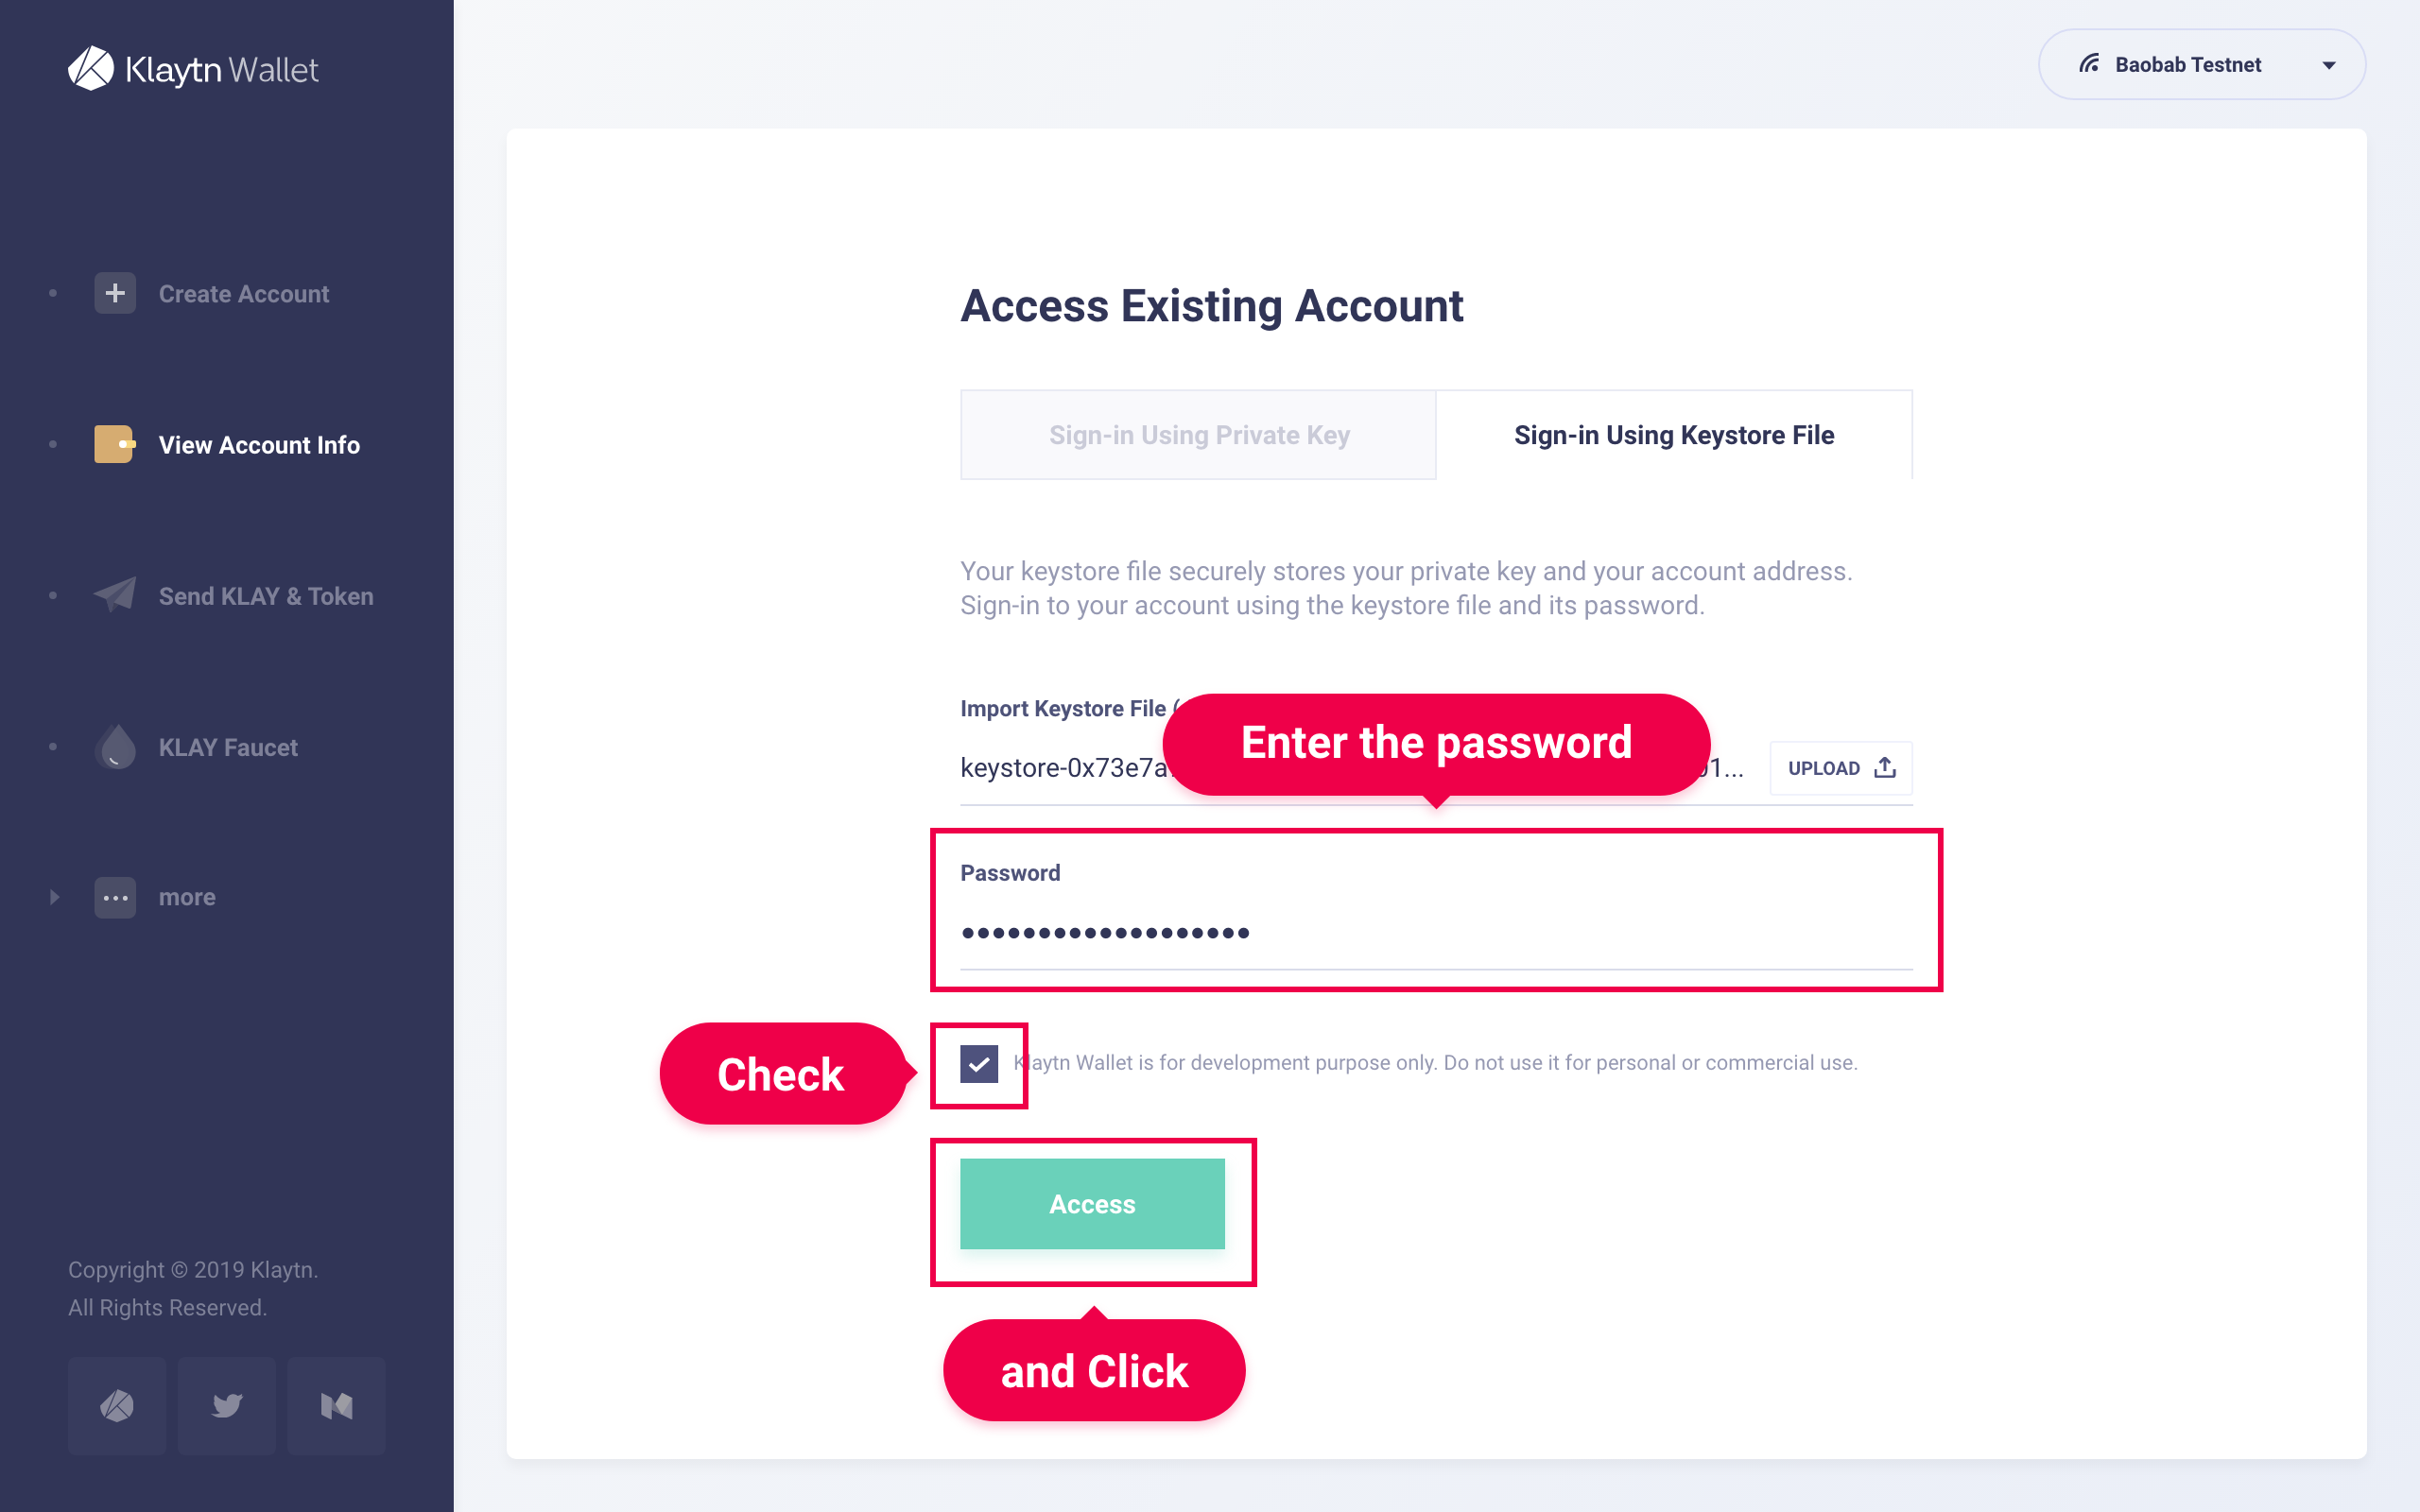 Klaytn Wallet
Baobab Testnet
Create Account
View Account Info
Send KLAY & Token
KLAY Faucet
more
Copyright © 2019 Klaytn.
All Rights Reserved.
Access Existing Account
Sign-in Using Private Key
Sign-in Using Keystore File
Your keystore file securely stores your private key and your account address.
Sign-in to your account using the keystore file and its password.
Import Keystore File (
Enter the password
keystore-0x73e7a
1...
UPLOAD
Password
Check
Klaytn Wallet is for development purpose only. Do not use it for personal or commercial use.
Access
and Click